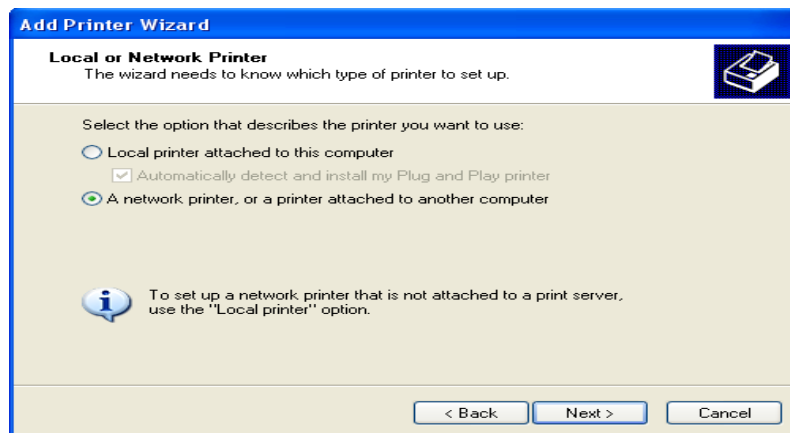 Add Printer Wizard
Local or Network Printer
The wizard needs to know which type of printer to set up.
Select the option that describes the printer you want to use:
Local printer attached to this computer
Automatically detect and install my Plug and Play printer
A network printer, or a printer attached to another computer
To set up a network printer that is not attached to a print server,
use the "Local printer" option.
< Back Next > Cancel